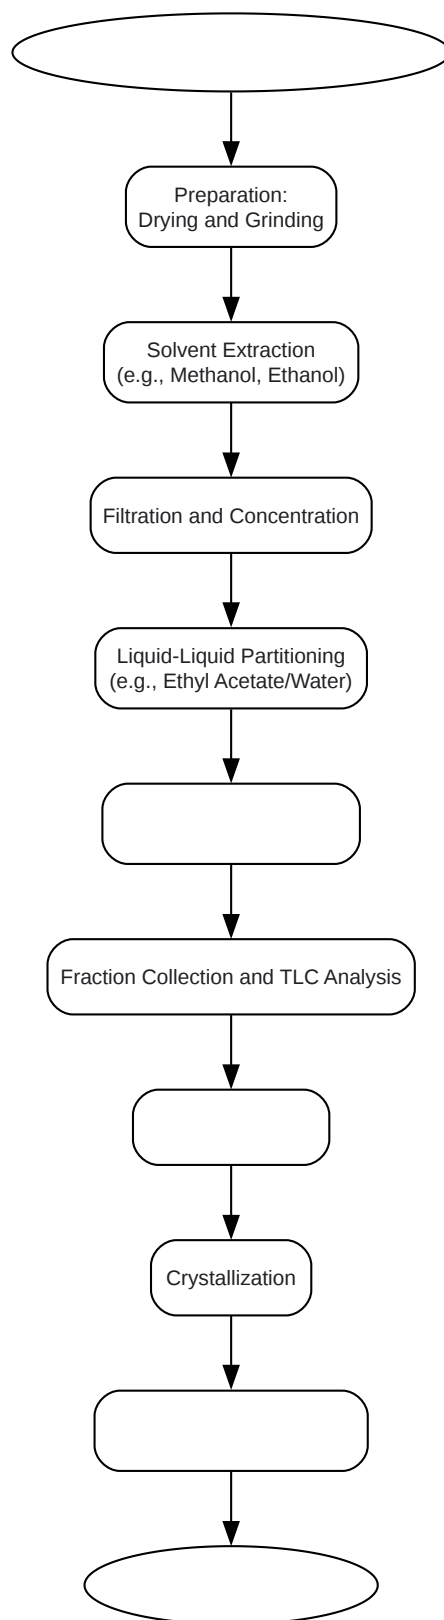 Preparation:
Drying and Grinding
Solvent Extraction
(e.g., Methanol, Ethanol)
Filtration and Concentration
Liquid-Liquid Partitioning
(e.g., Ethyl Acetate/Water)
Fraction Collection and TLC Analysis
Crystallization